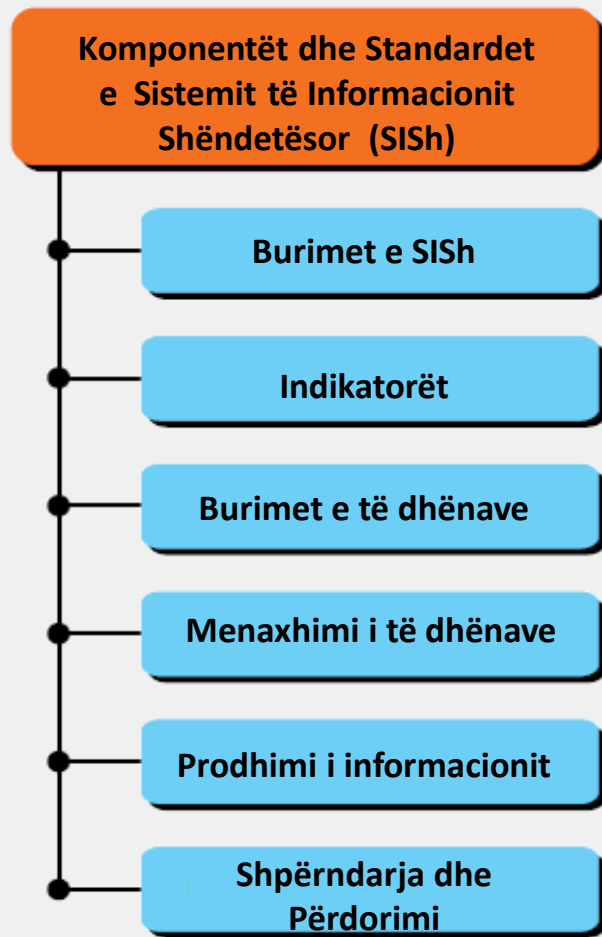 Komponentët dhe Standardet
e Sistemit të Informacionit
Shëndetësor (SISh)
Burimet e SISh
Indikatorët
Burimet e të dhënave
Menaxhimi i të dhënave
Prodhimi i informacionit
Shpërndarja dhe
Përdorimi